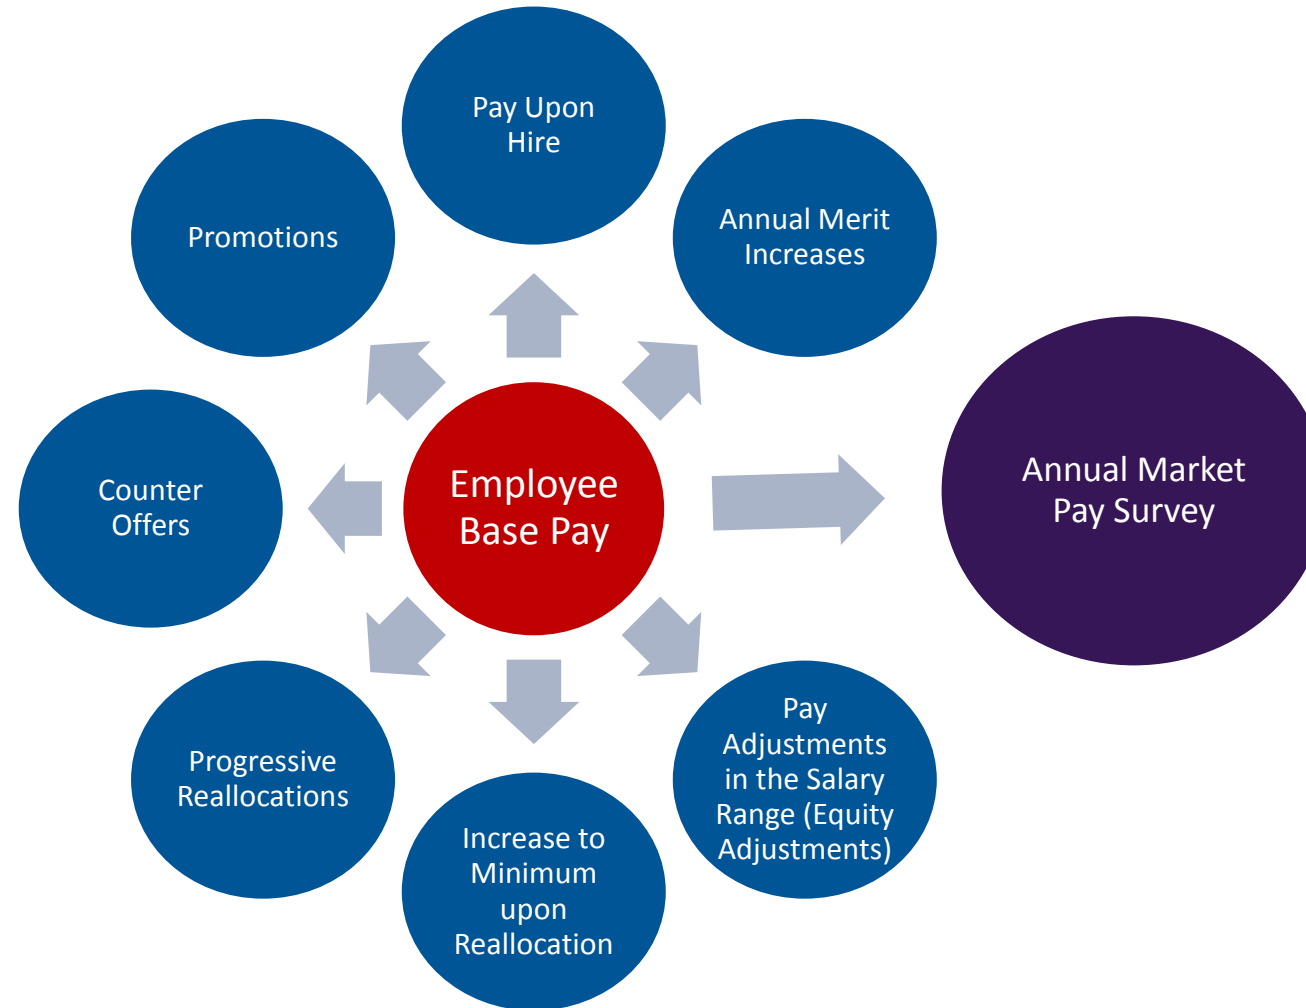 Pay Upon
Hire
Annual Merit
Increases
Promotions
Employee
Base Pay
Annual Market
Pay Survey
Counter
Offers
Pay
Adjustments
in the Salary
Range (Equity
Adjustments)
Progressive
Reallocations
Increase to
Minimum
upon
Reallocation